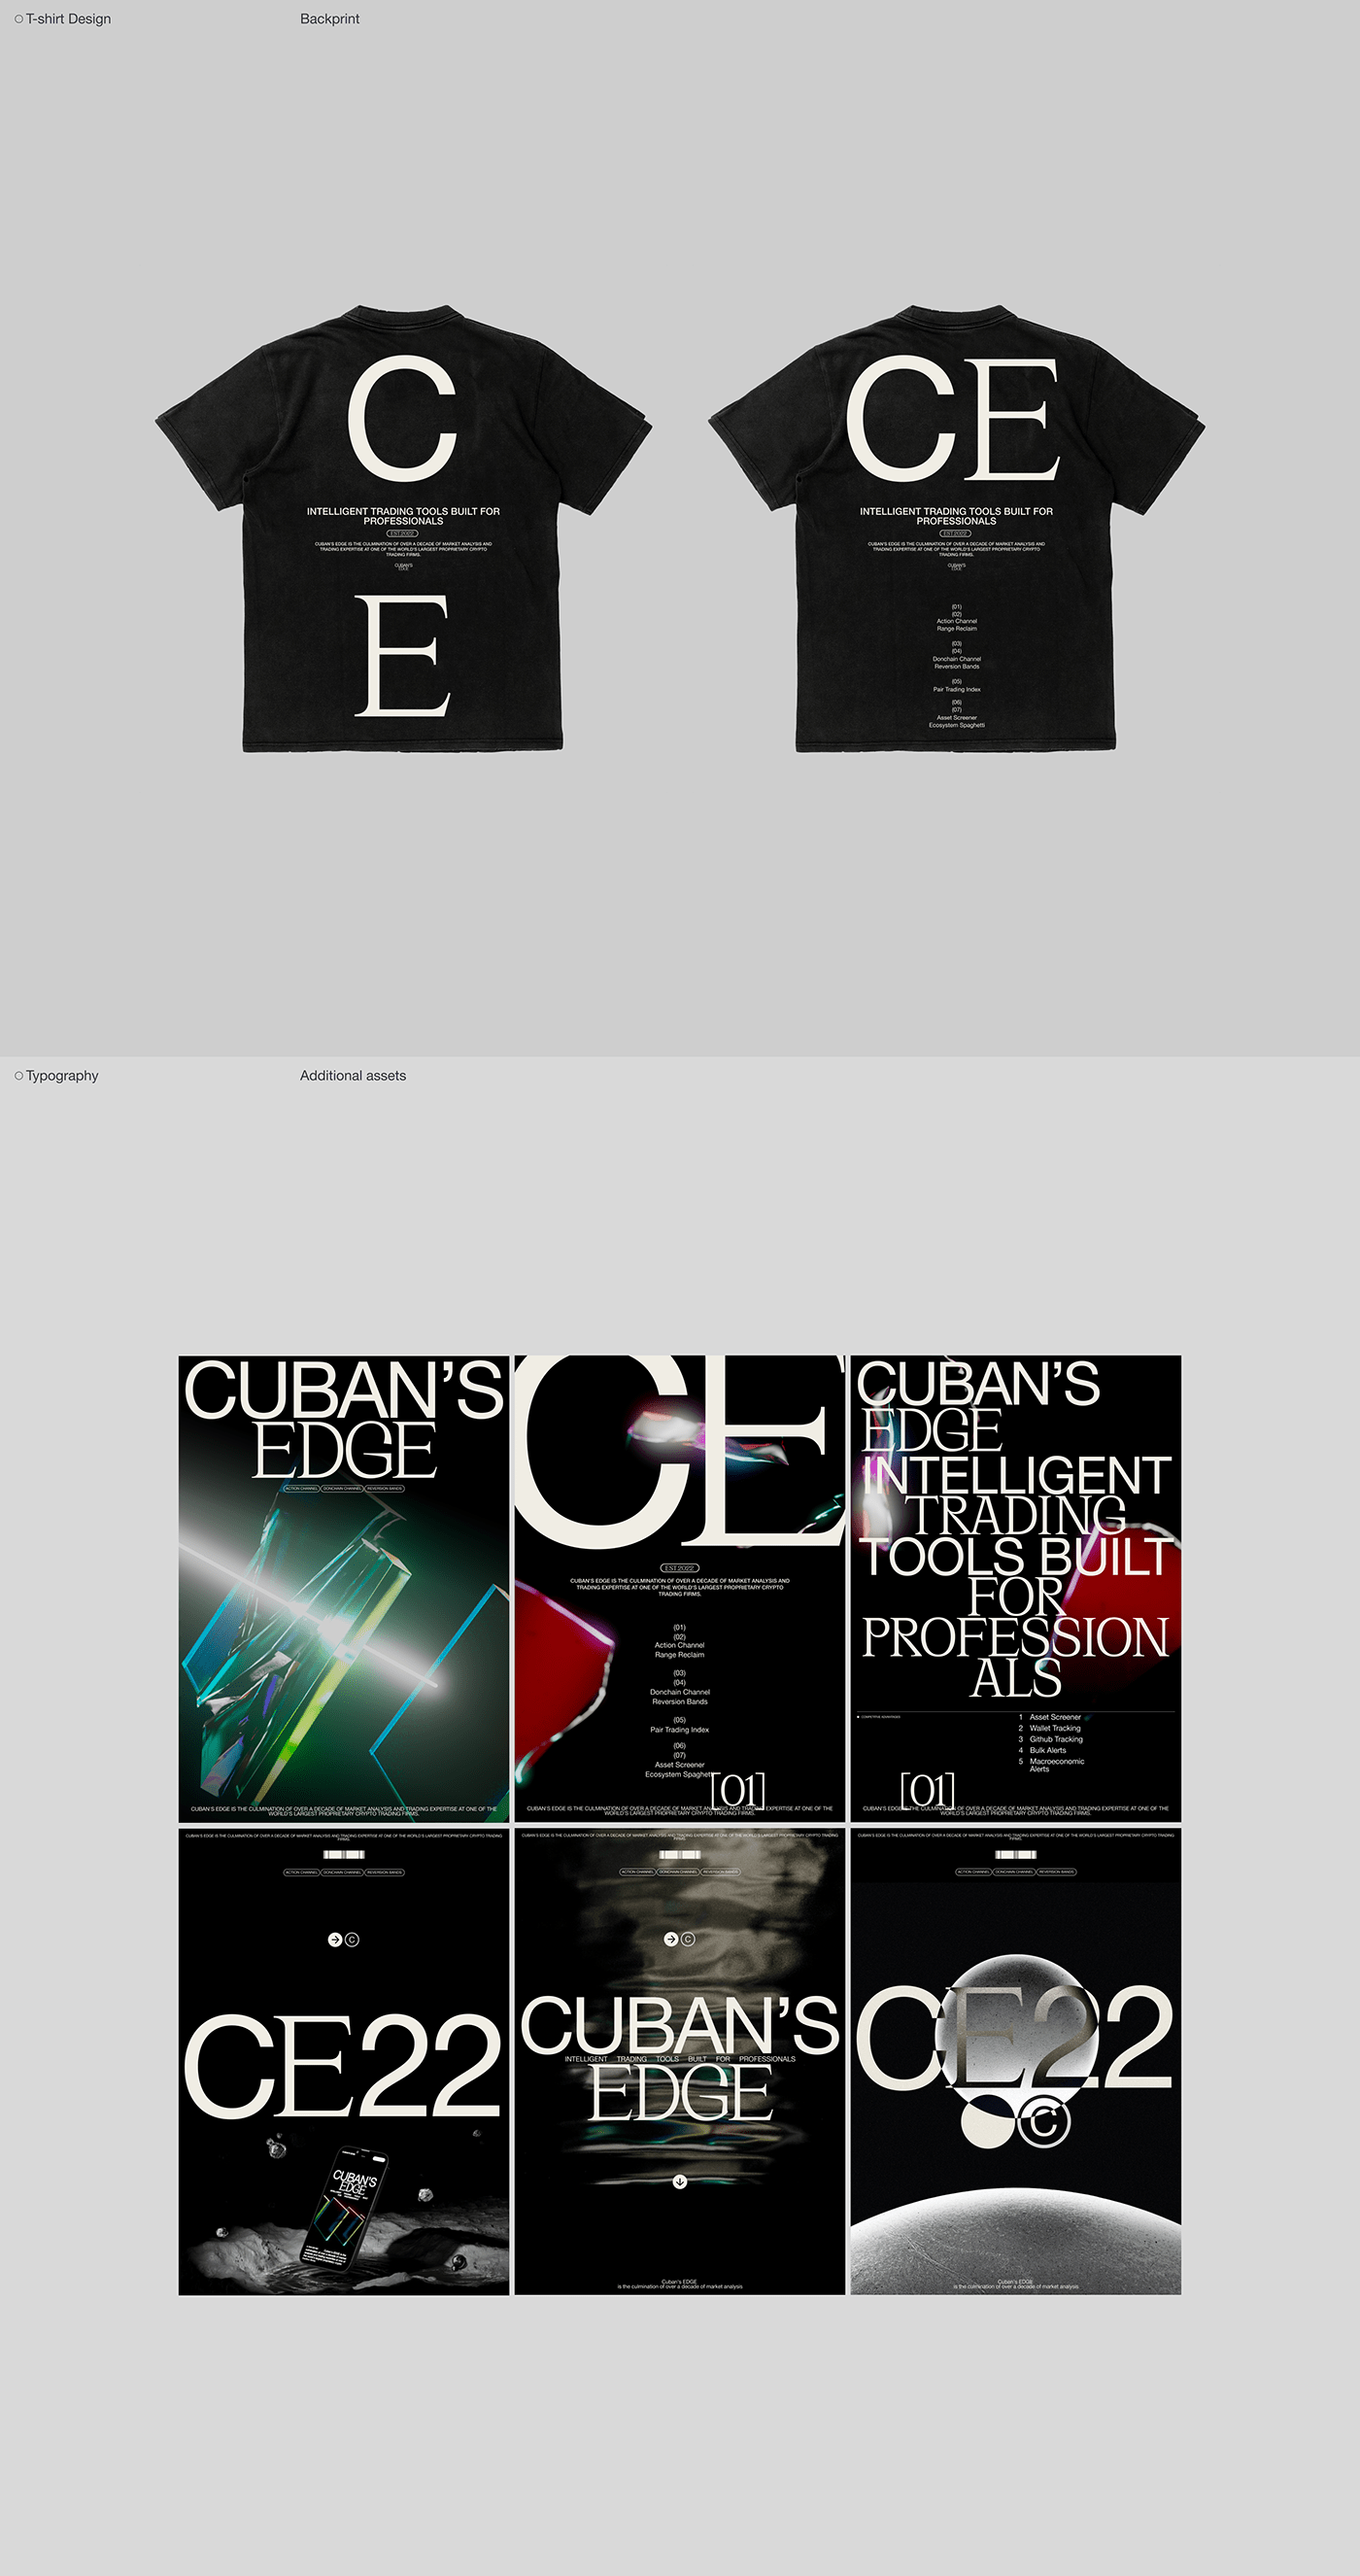 T-shirt Design
Backprint
C
INTELLIGENT TRADING TOOLS BUILT FOR
PROFESSIONALS
EST 2022
CUBAN'S EDGE IS THE CULMINATION OF OVER A DECADE OF MARKET ANALYSIS AND
TRADING EXPERTISE AT ONE OF THE WORLD'S LARGEST PROPRIETARY CRYPTO
TRADING FIRMS.
CUBAN'S
EDGE
E
CE
INTELLIGENT TRADING TOOLS BUILT FOR
PROFESSIONALS
EST 2022
CUBAN'S EDGE IS THE CULMINATION OF OVER A DECADE OF MARKET ANALYSIS AND
TRADING EXPERTISE AT ONE OF THE WORLD'S LARGEST PROPRIETARY CRYPTO
TRADING FIRMS.
CUBAN'S
EDGE
(01)
(02)
Action Channel
Range Reclaim
(03)
(04)
Donchain Channel
Reversion Bands
(05)
Pair Trading Index
(06)
(07)
Asset Screener
Ecosystem Spaghetti
Typography
Additional assets
CUBAN'S
EDGE
ACTION CHANNEL DONCHAIN CHANNEL REVERSION BANDS
CUBAN'S EDGE IS THE CULMINATION OF OVER A DECADE OF MARKET ANALYSIS AND TRADING EXPERTISE AT ONE OF THE
WORLD'S LARGEST PROPRIETARY CRYPTO TRADING FIRMS.
CE
EST 2022
CUBAN'S EDGE IS THE CULMINATION OF OVER A DECADE OF MARKET ANALYSIS AND
TRADING EXPERTISE AT ONE OF THE WORLD'S LARGEST PROPRIETARY CRYPTO
TRADING FIRMS.
(01)
(02)
Action Channel
Range Reclaim
(03)
(04)
Donchain Channel
Reversion Bands
(05)
Pair Trading Index
(06)
(07)
Asset Screener
Ecosystem Spaghetti
[01]
CUBAN'S EDGE IS THE CULMINATION OF OVER A DECADE OF MARKET ANALYSIS AND TRADING EXPERTISE AT ONE OF THE
WORLD'S LARGEST PROPRIETARY CRYPTO TRADING FIRMS.
CUBAN'S
EDGE
INTELLIGENT
TRADING
TOOLS BUILT
FOR
PROFESSION
ALS
COMPETITIVE ADVANTAGES
1 Asset Screener
2 Wallet Tracking
3 Github Tracking
4 Bulk Alerts
5 Macroeconomic
Alerts
[01]
CUBAN'S EDGE IS THE CULMINATION OF OVER A DECADE OF MARKET ANALYSIS AND TRADING EXPERTISE AT ONE OF THE
WORLD'S LARGEST PROPRIETARY CRYPTO TRADING FIRMS.
CUBAN'S EDGE IS THE CULMINATION OF OVER A DECADE OF MARKET ANALYSIS AND TRADING EXPERTISE AT ONE OF THE WORLD'S LARGEST PROPRIETARY CRYPTO TRADING
FIRMS.
ACTION CHANNEL DONCHAIN CHANNEL REVERSION BANDS
→ ©
CE22
CUBAN'S
EDGE
CUBAN'S EDGE IS THE CULMINATION OF OVER A DECADE OF MARKET ANALYSIS AND TRADING EXPERTISE AT ONE OF THE WORLD'S LARGEST PROPRIETARY CRYPTO TRADING
FIRMS.
ACTION CHANNEL DONCHAIN CHANNEL REVERSION BANDS
→ ©
CUBAN'S
INTELLIGENT TRADING TOOLS BUILT FOR PROFESSIONALS
EDGE
Cuban's EDGE
is the culmination of over a decade of market analysis
CUBAN'S EDGE IS THE CULMINATION OF OVER A DECADE OF MARKET ANALYSIS AND TRADING EXPERTISE AT ONE OF THE WORLD'S LARGEST PROPRIETARY CRYPTO TRADING
FIRMS.
ACTION CHANNEL DONCHAIN CHANNEL REVERSION BANDS
CE22
©
Cuban's EDGE
is the culmination of over a decade of market analysis